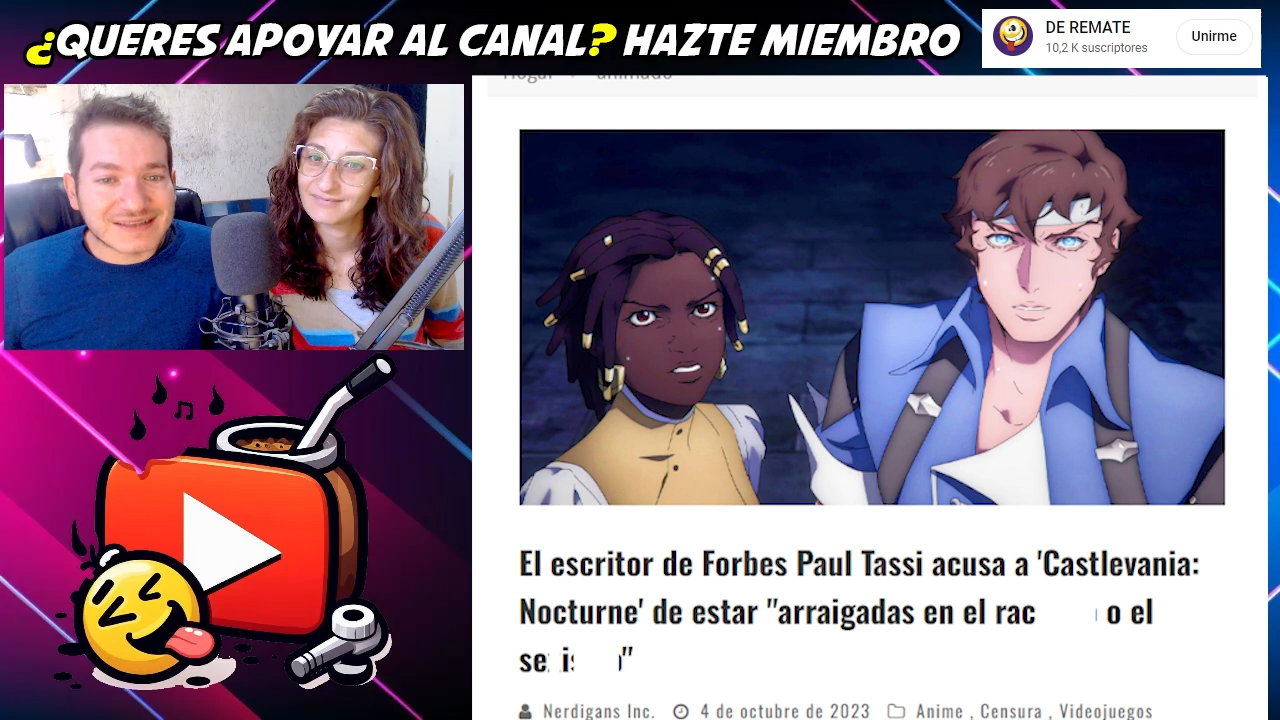 ¿QUERES APOYAR AL CANAL? HAZTE MIEMBRO
DE REMATE
10,2 K suscriptores
Unirme
El escritor de Forbes Paul Tassi acusa a 'Castlevania:
Nocturne' de estar "arraigadas en el rac o el
Nerdigans Inc. 4 de octubre de 2023 Anime , Censura , Videojuegos